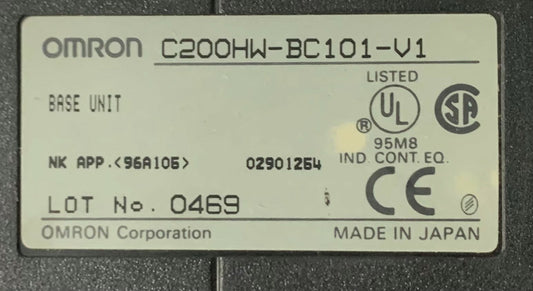 OMRON C200HW-BC101-V1
BASE UNIT
LISTED
UL
®
SA
95M8
IND. CONT. EQ.
NK APP.<96A105> 02901254
CE
LOT No. 0469
OMRON Corporation MADE IN JAPAN